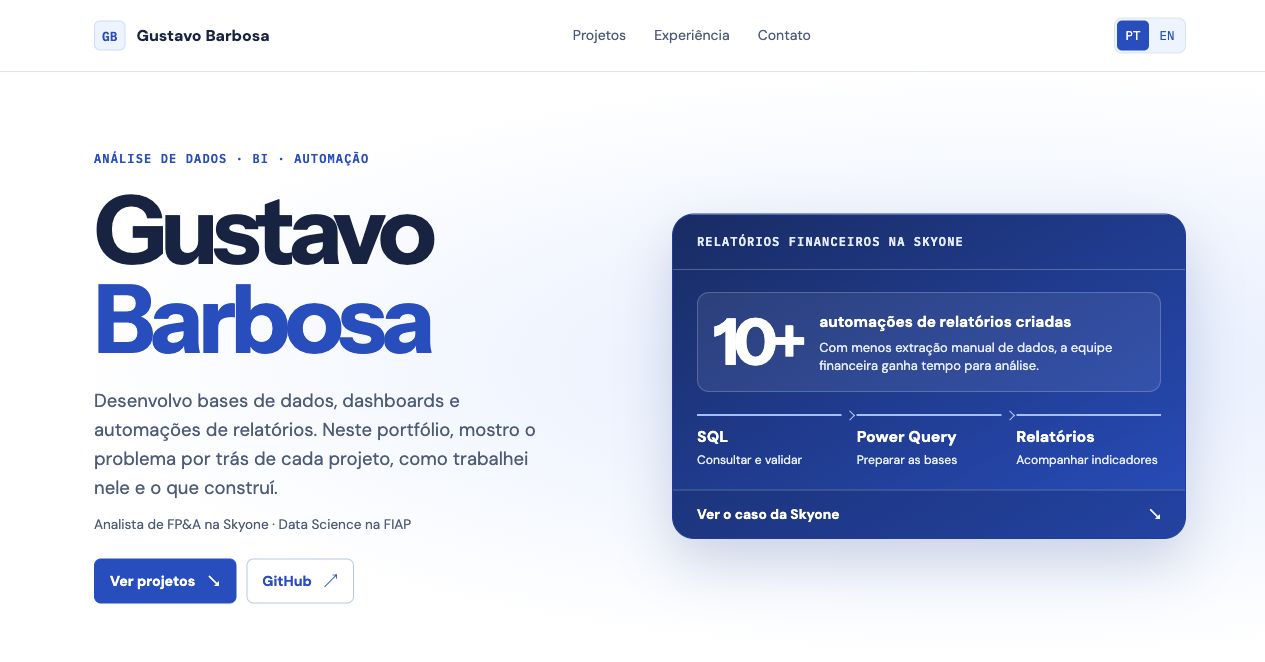 GB Gustavo Barbosa
Projetos Experiência Contato
PT EN
ANÁLISE DE DADOS · BI · AUTOMAÇÃO
Gustavo
Barbosa
Desenvolvo bases de dados, dashboards e
automações de relatórios. Neste portfólio, mostro o
problema por trás de cada projeto, como trabalhei
nele e o que construí.
Analista de FP&A na Skyone · Data Science na FIAP
Ver projetos ↘ GitHub ↗
RELATÓRIOS FINANCEIROS NA SKYONE
10+
automações de relatórios criadas
Com menos extração manual de dados, a equipe
financeira ganha tempo para análise.
SQL
Consultar e validar
Power Query
Preparar as bases
Relatórios
Acompanhar indicadores
Ver o caso da Skyone ↘